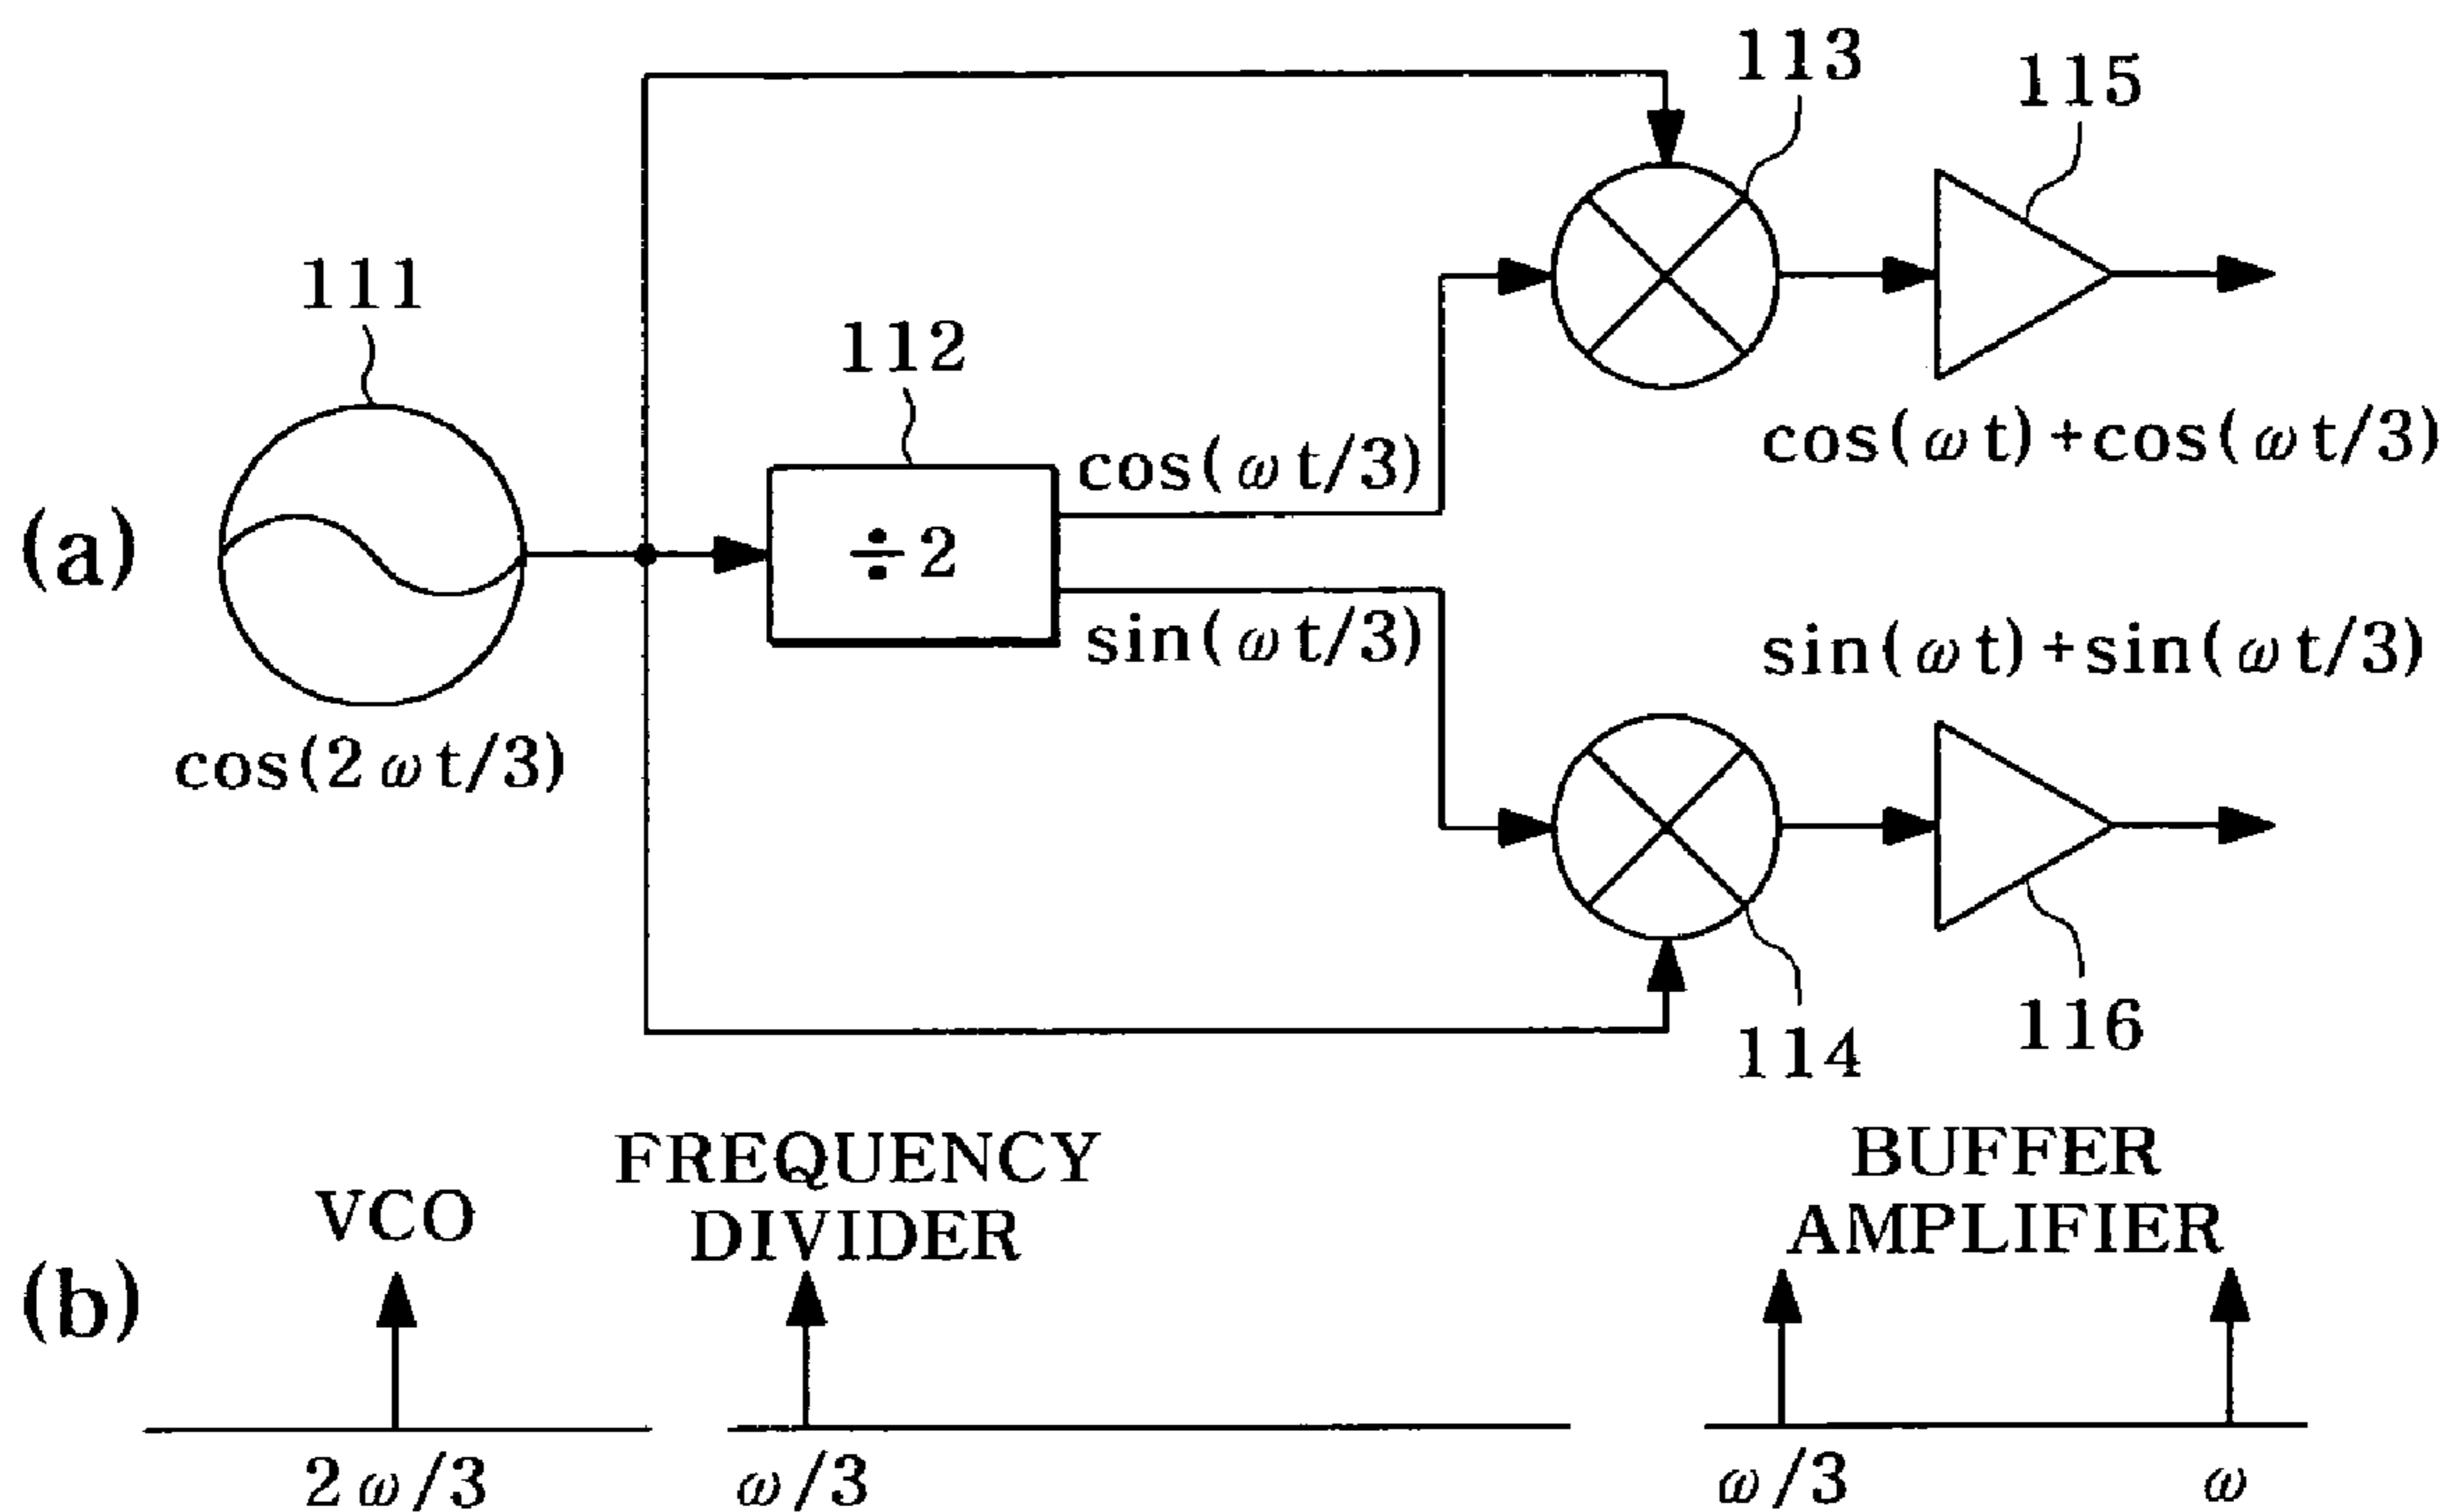 113
115
111
112
cos(ωt/3)
cos(ωt)+cos(ωt/3)
(a)
÷2
sin(ωt/3)
sin(ωt)+sin(ωt/3)
cos(2ωt/3)
114
116
FREQUENCY
DIVIDER
BUFFER
AMPLIFIER
VCO
(b)
2ω/3
ω/3
ω/3
ω